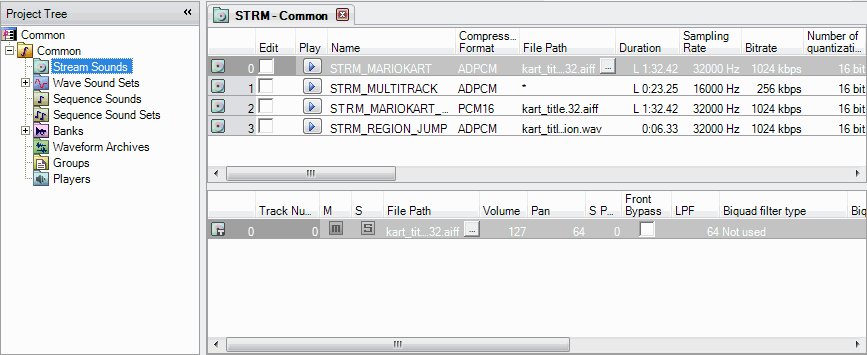 Project Tree «
Common
Common
Stream Sounds
Wave Sound Sets
Sequence Sounds
Sequence Sound Sets
Banks
Waveform Archives
Groups
Players
STRM - Common
Edit Play Name Compress... Format File Path Duration Sampling Rate Bitrate Number of quantizati...
0 STRM_MARIOKART ADPCM kart_tit...32.aiff ... L 1:32.42 32000 Hz 1024 kbps 16 bit
1 STRM_MULTITRACK ADPCM * L 0:23.25 16000 Hz 256 kbps 16 bit
2 STRM_MARIOKART_... PCM16 kart_title.32.aiff L 1:32.42 32000 Hz 1024 kbps 16 bit
3 STRM_REGION_JUMP ADPCM kart_titl...ion.wav 0:06.33 32000 Hz 1024 kbps 16 bit
Track Nu... M S File Path Volume Pan S P... Front Bypass LPF Biquad filter type Biq
0 0 m S kart_tit...32.aiff ... 127 64 0 64 Not used